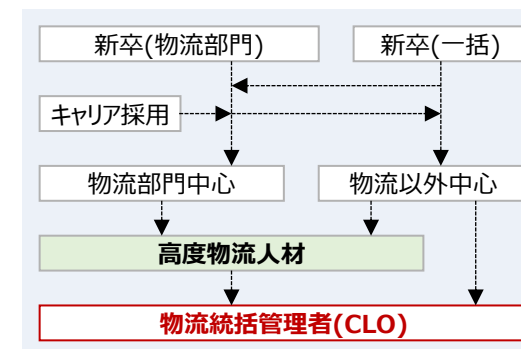 新卒(物流部門)
新卒(一括)
キャリア採用
物流部門中心
物流以外中心
高度物流人材
物流統括管理者(CLO)